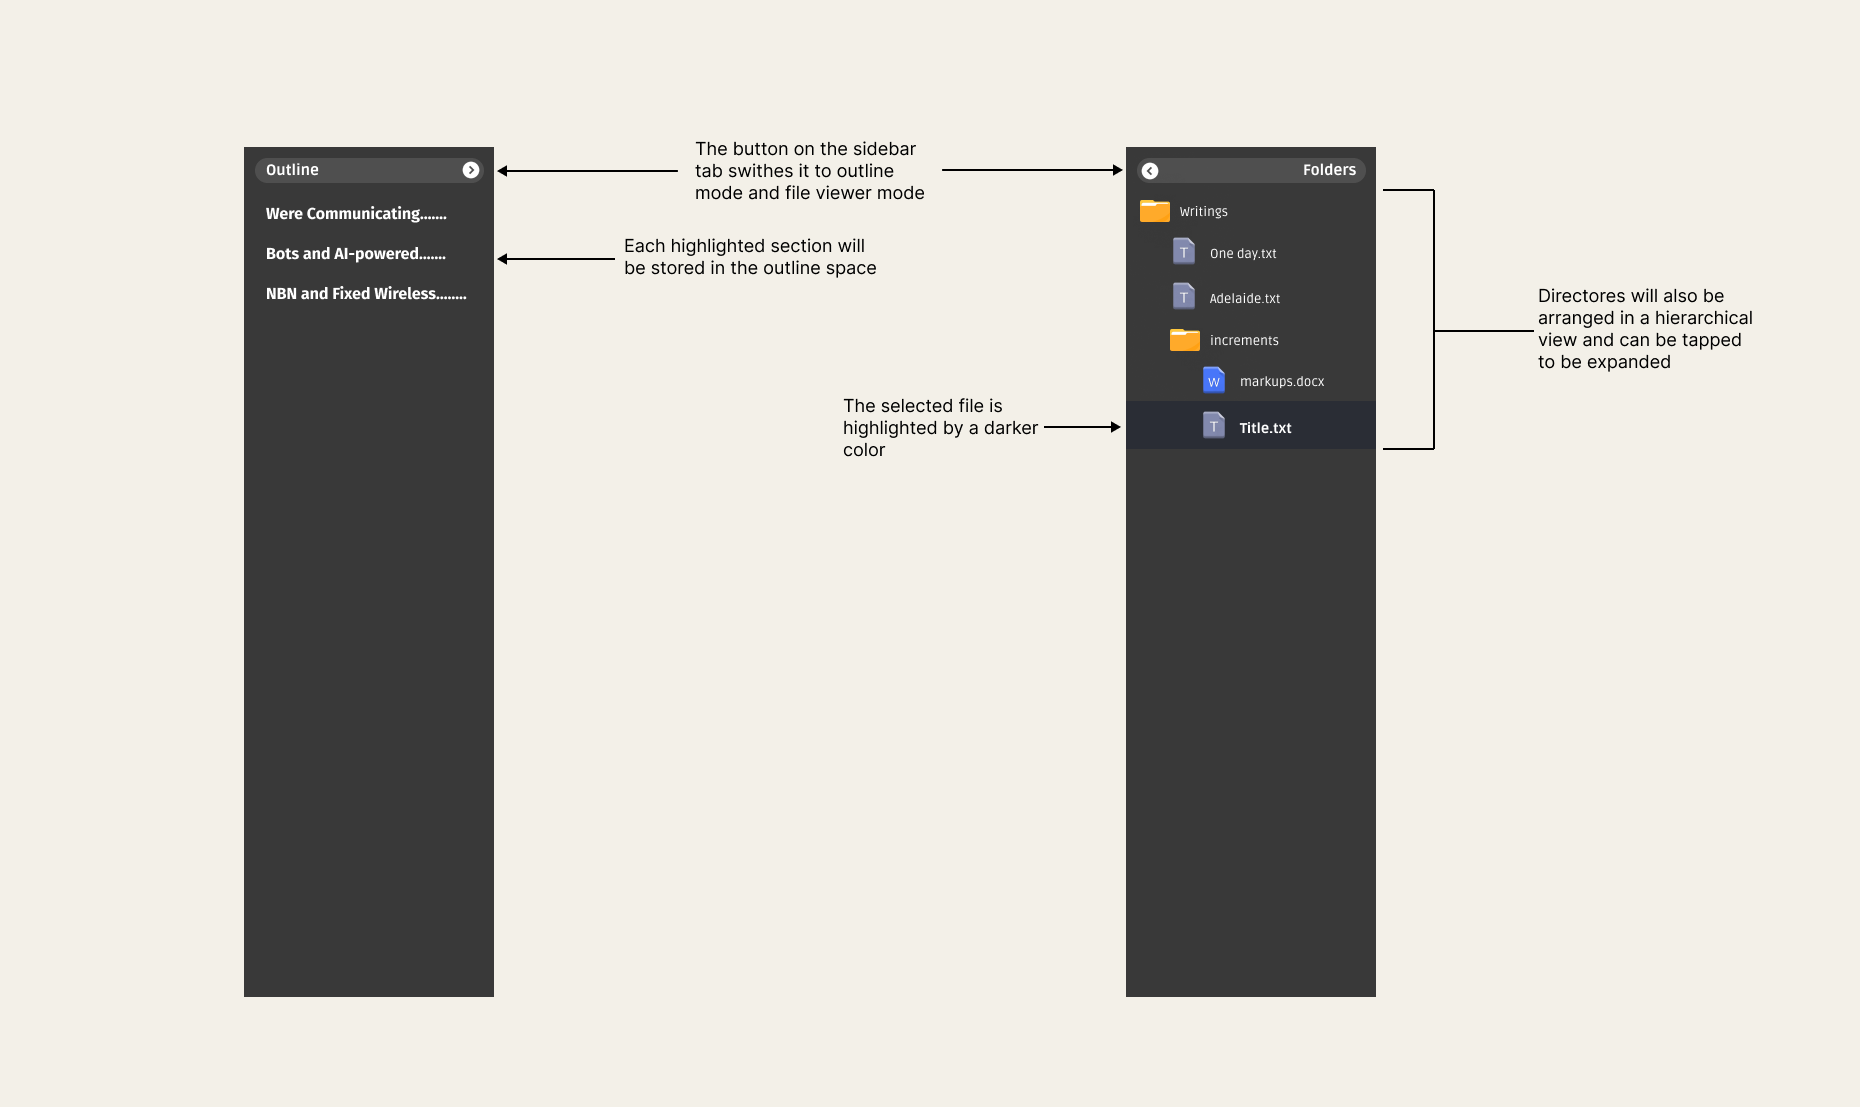 Outline
Were Communicating.......
Bots and AI-powered.......
NBN and Fixed Wireless........
The button on the sidebar
tab swithes it to outline
mode and file viewer mode
Each highlighted section will
be stored in the outline space
The selected file is
highlighted by a darker
color
Folders
Writings
T One day.txt
T Adelaide.txt
increments
W markups.docx
T Title.txt
Directores will also be
arranged in a hierarchical
view and can be tapped
to be expanded